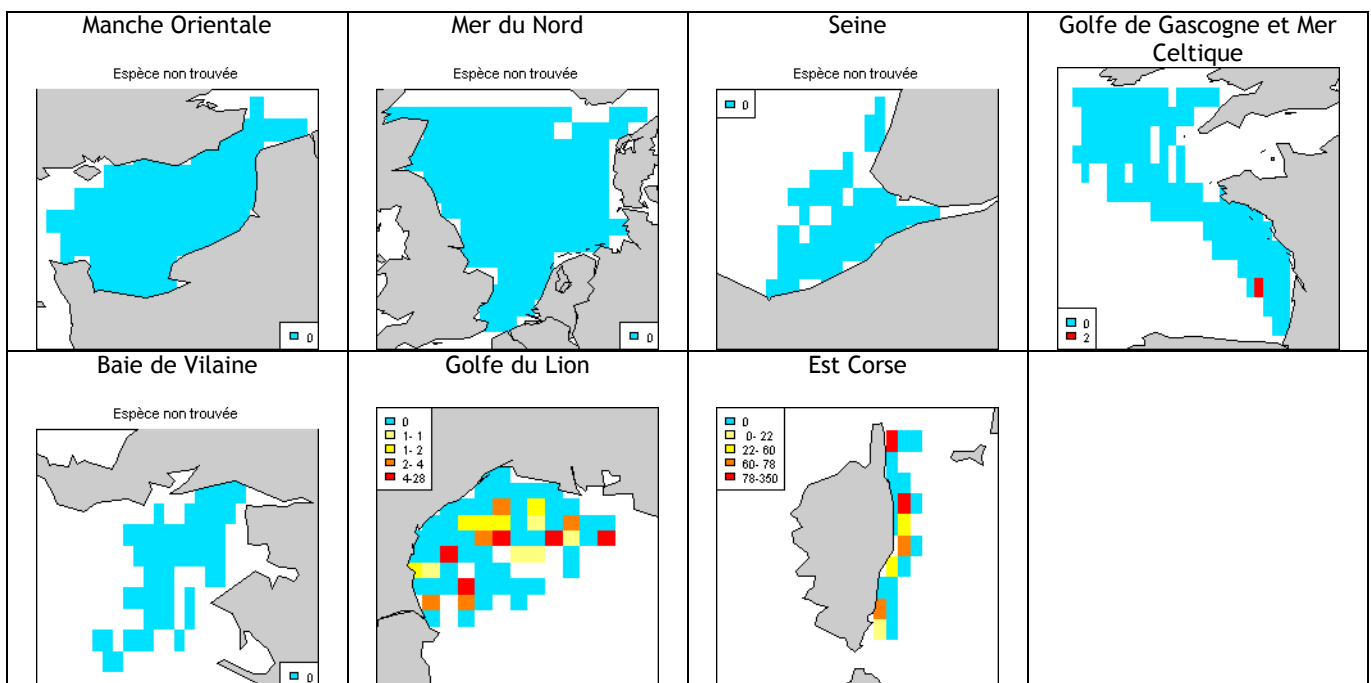 Manche Orientale
Espèce non trouvée
0
Mer du Nord
Espèce non trouvée
0
Seine
Espèce non trouvée
0
Golfe de Gascogne et Mer
Celtique
0
2
Baie de Vilaine
Espèce non trouvée
0
Golfe du Lion
0
1- 1
1- 2
2- 4
4-28
Est Corse
0
0- 22
22- 60
60- 78
78-350